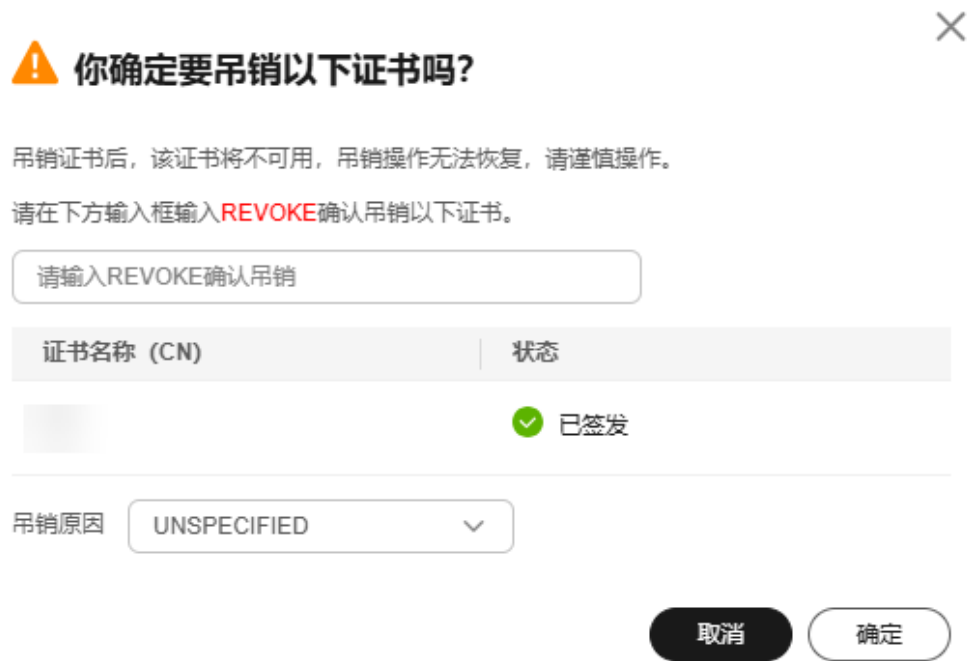 你确定要吊销以下证书吗？
吊销证书后，该证书将不可用，吊销操作无法恢复，请谨慎操作。
请在下方输入框输入REVOKE确认吊销以下证书。
请输入REVOKE确认吊销
证书名称（CN） 状态
已签发
吊销原因 UNSPECIFIED
取消 确定